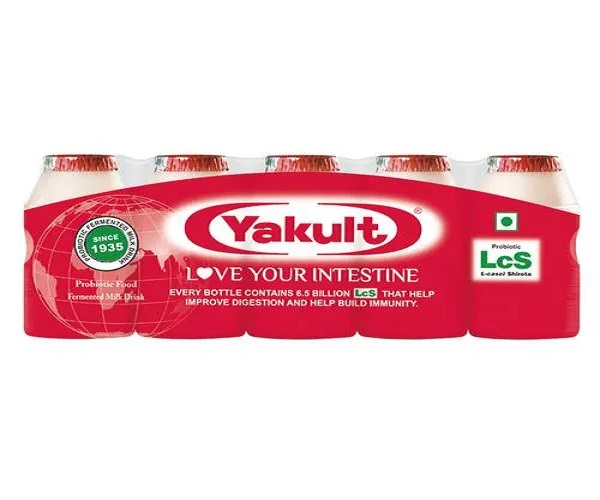 PROBIOTIC FERMENTED MILK DRINK
SINCE
1935
Probiotic Food
Fermented Milk Drink
Yakult®
LOVE YOUR INTESTINE
EVERY BOTTLE CONTAINS 6.5 BILLION LcS THAT HELP
IMPROVE DIGESTION AND HELP BUILD IMMUNITY.
Probiotic
LcS
L-casei Shirota